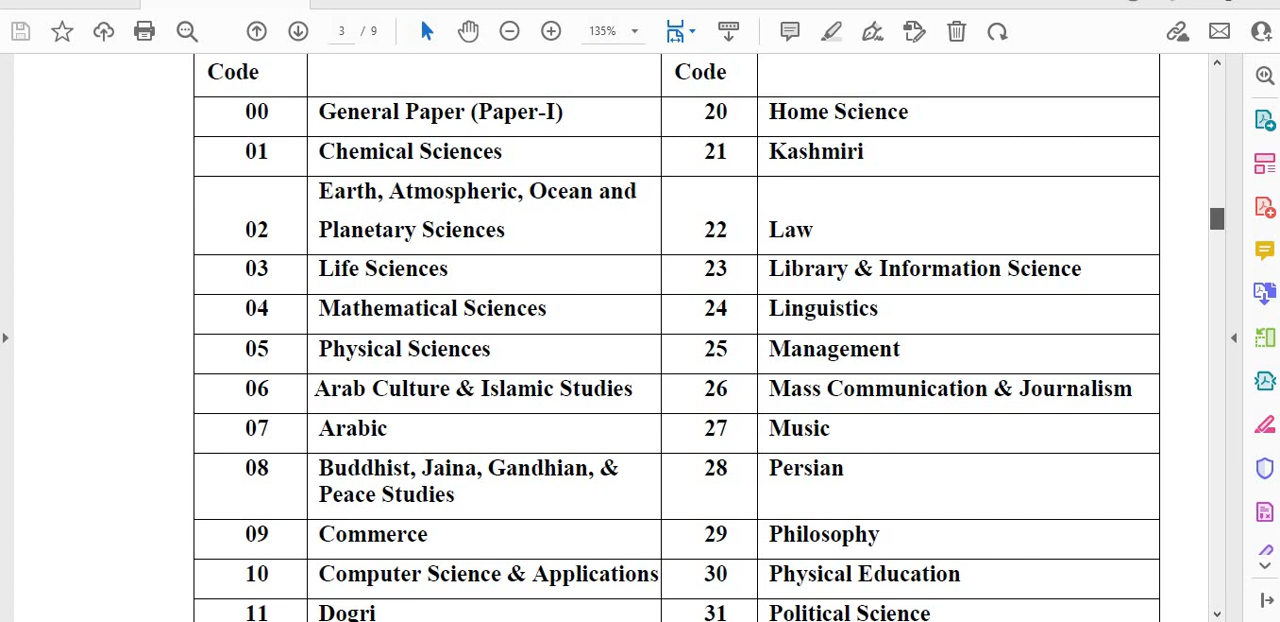 3 / 9 135%
Code Code
00 General Paper (Paper-I) 20 Home Science
01 Chemical Sciences 21 Kashmiri
Earth, Atmospheric, Ocean and
02 Planetary Sciences 22 Law
03 Life Sciences 23 Library & Information Science
04 Mathematical Sciences 24 Linguistics
05 Physical Sciences 25 Management
06 Arab Culture & Islamic Studies 26 Mass Communication & Journalism
07 Arabic 27 Music
08 Buddhist, Jaina, Gandhian, & 28 Persian
Peace Studies
09 Commerce 29 Philosophy
10 Computer Science & Applications 30 Physical Education
11 Dogri 31 Political Science